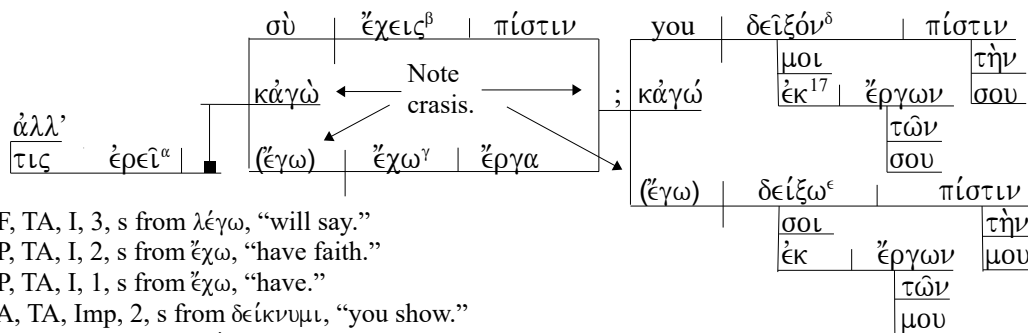 σὺ ἔχεις^β πίστιν you δεῖξόν^δ πίστιν
Note μοι τὴν
κἀγὼ crasis. ; κἀγώ ἐκ^17 ἔργων σου
ἀλλ’ τῶν
τις ἐρεῖ^α (ἔγω) ἔχω^γ ἔργα σου
(ἔγω) δείξω^ε πίστιν
F, TA, I, 3, s from λέγω, “will say.” σοι τὴν
P, TA, I, 2, s from ἔχω, “have faith.” ἐκ ἔργων μου
P, TA, I, 1, s from ἔχω, “have.” τῶν
A, TA, Imp, 2, s from δείκνυμι, “you show.” μου